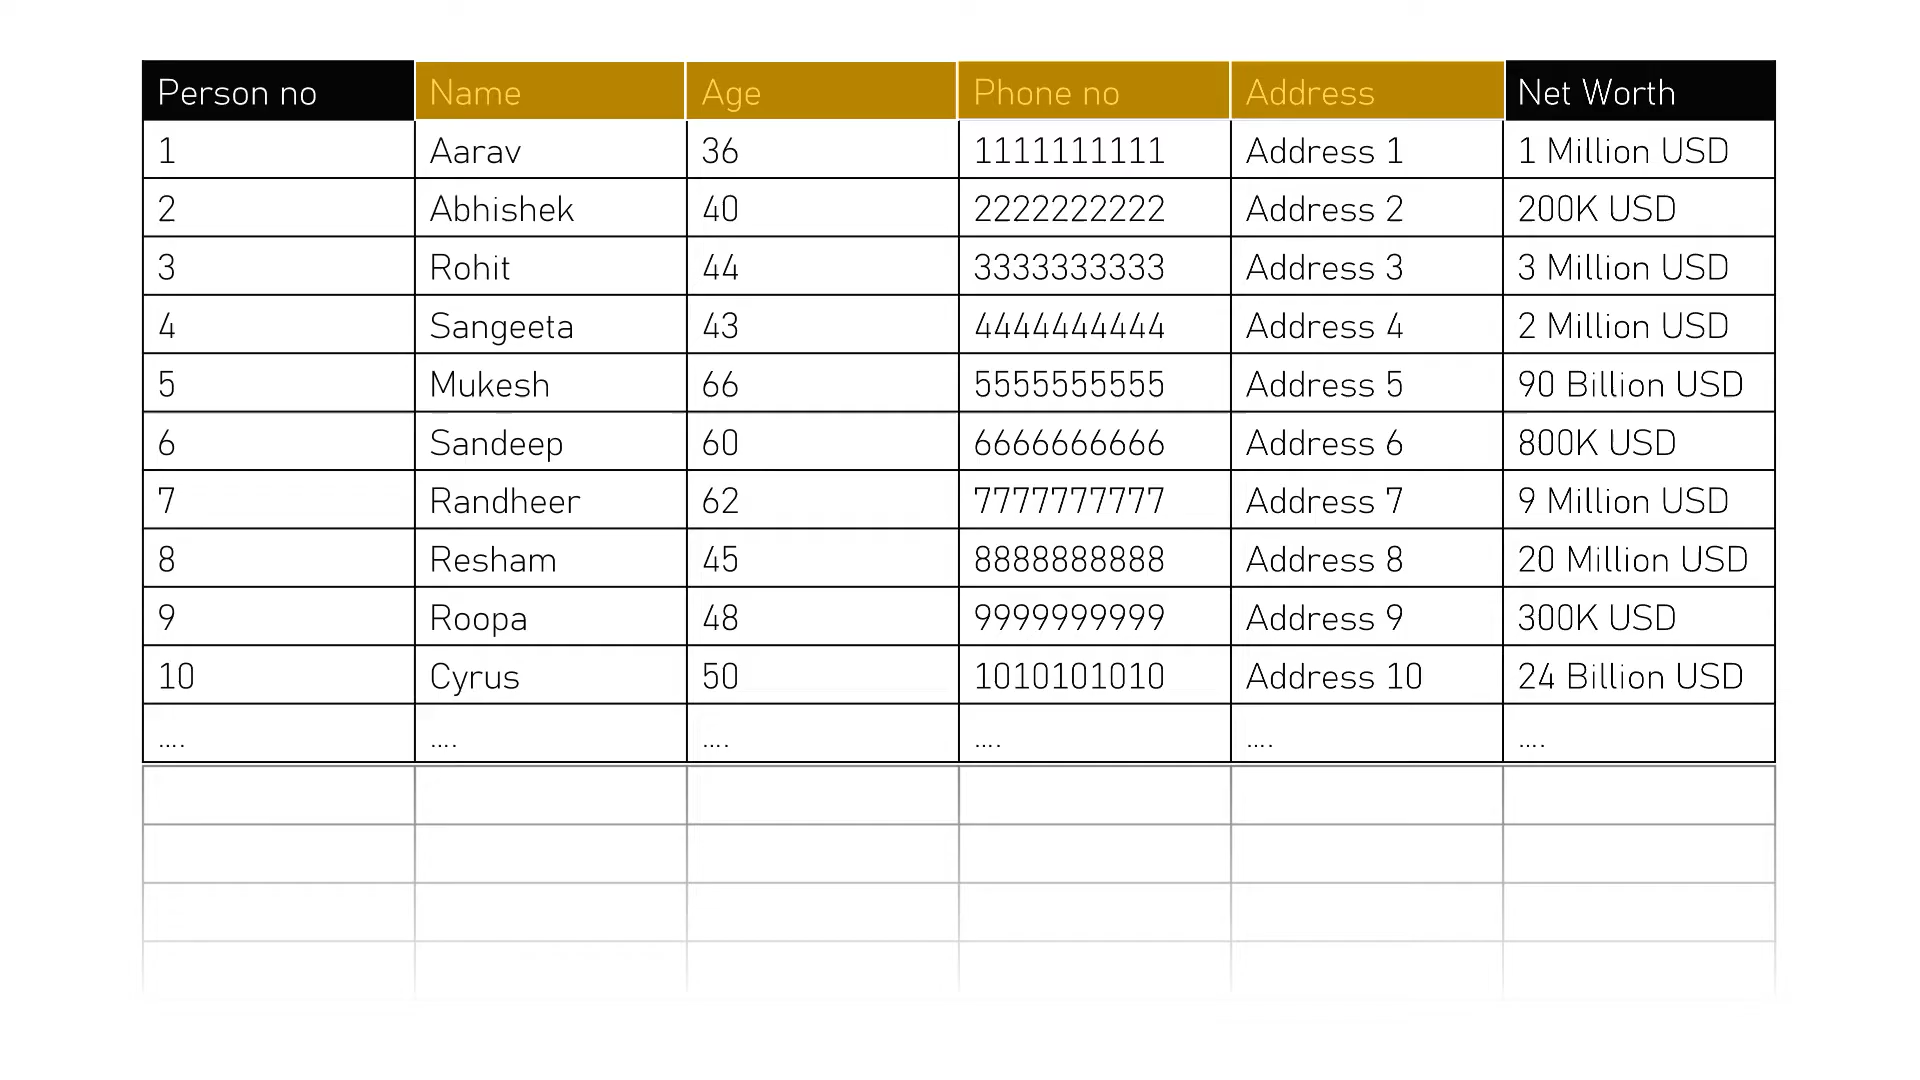 Person no Name Age Phone no Address Net Worth
1 Aarav 36 1111111111 Address 1 1 Million USD
2 Abhishek 40 2222222222 Address 2 200K USD
3 Rohit 44 3333333333 Address 3 3 Million USD
4 Sangeeta 43 4444444444 Address 4 2 Million USD
5 Mukesh 66 5555555555 Address 5 90 Billion USD
6 Sandeep 60 6666666666 Address 6 800K USD
7 Randheer 62 7777777777 Address 7 9 Million USD
8 Resham 45 8888888888 Address 8 20 Million USD
9 Roopa 48 9999999999 Address 9 300K USD
10 Cyrus 50 1010101010 Address 10 24 Billion USD
.... .... .... .... .... ....